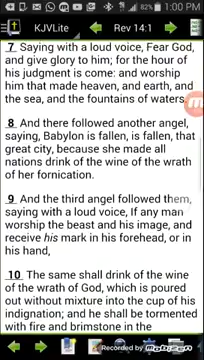 82% 1:00 PM
KJVLite Rev 14:1
7 Saying with a loud voice, Fear God,
and give glory to him; for the hour of
his judgment is come: and worship
him that made heaven, and earth, and
the sea, and the fountains of waters
8 And there followed another angel,
saying, Babylon is fallen, is fallen, that
great city, because she made all
nations drink of the wine of the wrath
of her fornication.
9 And the third angel followed them,
saying with a loud voice, If any man
worship the beast and his image, and
receive his mark in his forehead, or in
his hand,
10 The same shall drink of the wine
of the wrath of God, which is poured
out without mixture into the cup of his
indignation; and he shall be tormented
with fire and brimstone in the
Recorded by
MOBIZEN